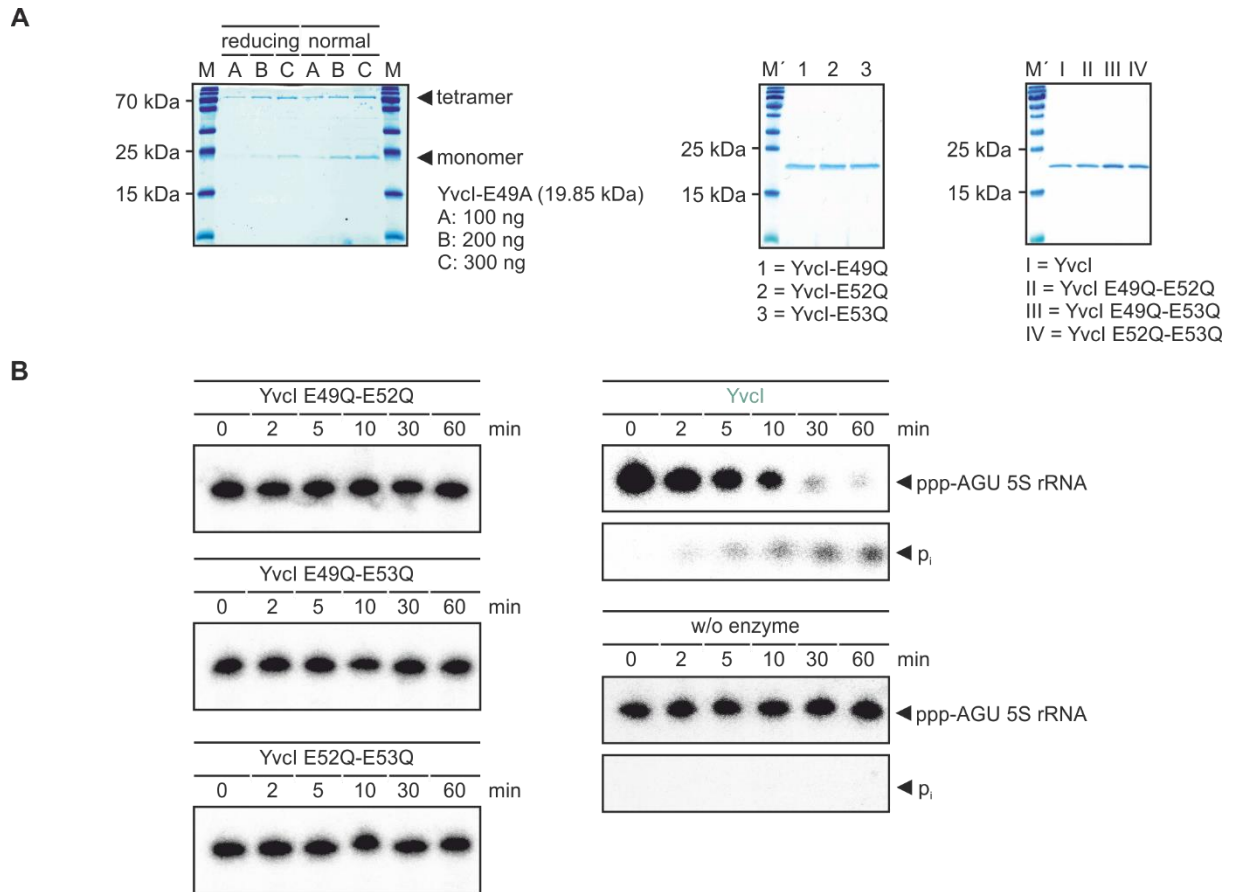 A
reducing normal
M A B C A B C M
70 kDa
25 kDa
15 kDa
tetramer
monomer
YvcI-E49A (19.85 kDa)
A: 100 ng
B: 200 ng
C: 300 ng
M´ 1 2 3
25 kDa
15 kDa
1 = YvcI-E49Q
2 = YvcI-E52Q
3 = YvcI-E53Q
M´ I II III IV
25 kDa
15 kDa
I = YvcI
II = YvcI E49Q-E52Q
III = YvcI E49Q-E53Q
IV = YvcI E52Q-E53Q
B
YvcI E49Q-E52Q
0 2 5 10 30 60 min
YvcI E49Q-E53Q
0 2 5 10 30 60 min
YvcI E52Q-E53Q
0 2 5 10 30 60 min
YvcI
0 2 5 10 30 60 min
ppp-AGU 5S rRNA
pi
w/o enzyme
0 2 5 10 30 60 min
ppp-AGU 5S rRNA
pi